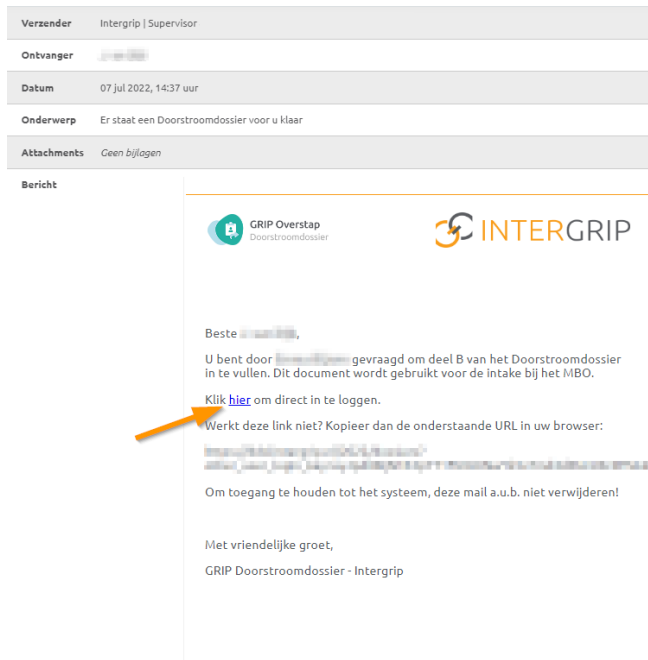 Verzender Intergrip | Supervisor
Ontvanger
Datum 07 jul 2022, 14:37 uur
Onderwerp Er staat een Doorstroomdossier voor u klaar
Attachments Geen bijlagen
Bericht
GRIP Overstap
Doorstroomdossier
INTERGRIP
Beste ,
U bent door gevraagd om deel B van het Doorstroomdossier
in te vullen. Dit document wordt gebruikt voor de intake bij het MBO.
Klik hier om direct in te loggen.
Werkt deze link niet? Kopieer dan de onderstaande URL in uw browser:
Om toegang te houden tot het systeem, deze mail a.u.b. niet verwijderen!
Met vriendelijke groet,
GRIP Doorstroomdossier - Intergrip